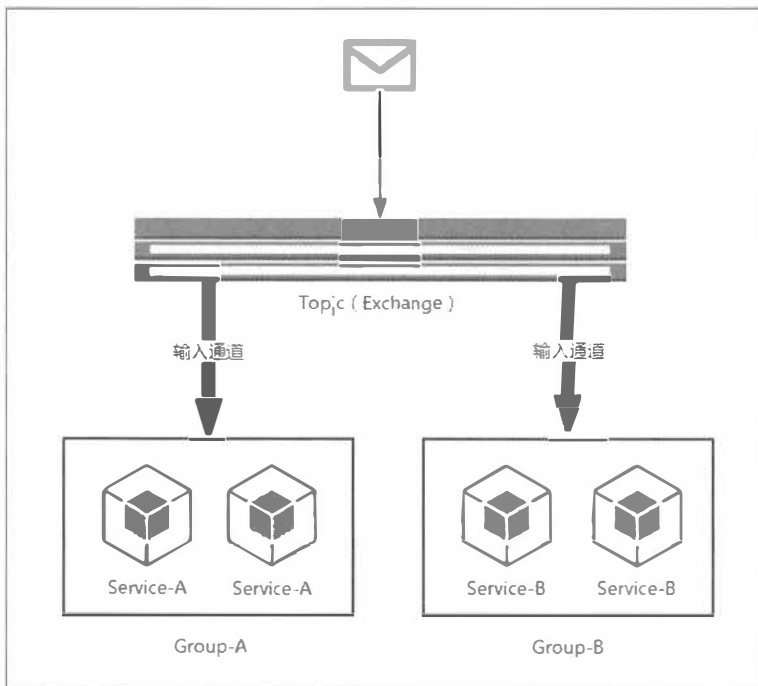 Topic ( Exchange )
输入通道
输入通道
Service-A
Service-A
Service-B
Service-B
Group-A
Group-B